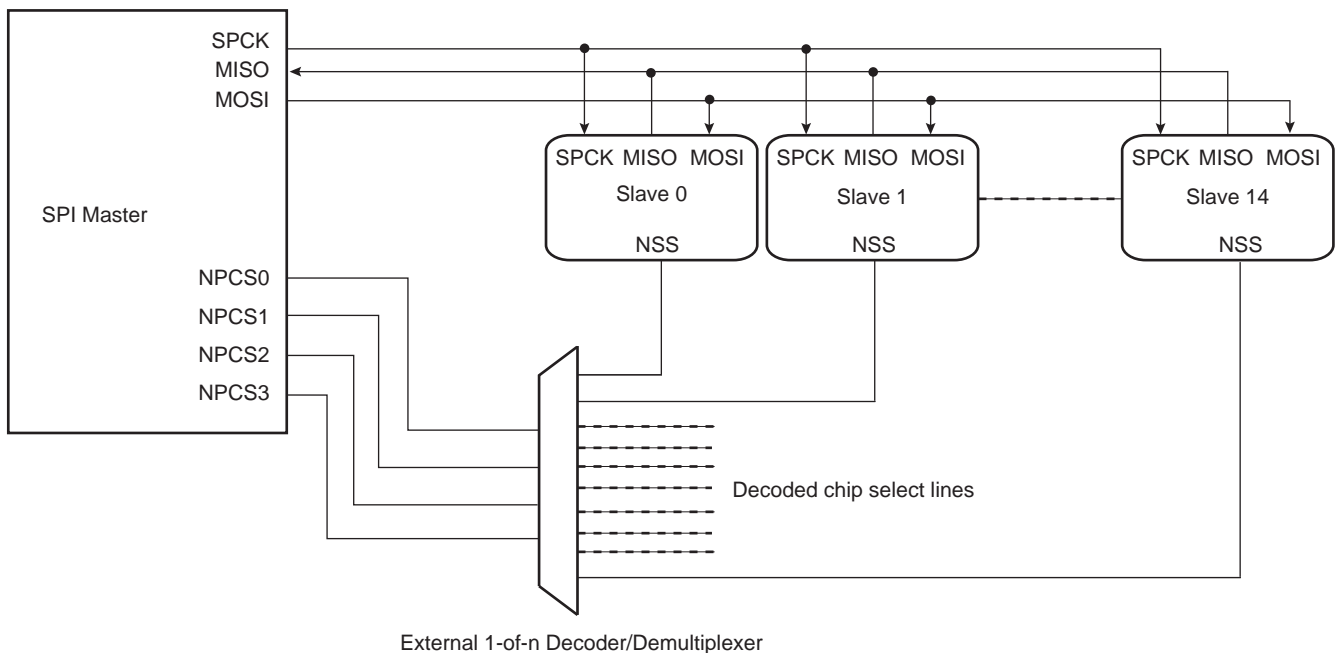 SPCK
MISO
MOSI
SPI Master
NPCS0
NPCS1
NPCS2
NPCS3
SPCK MISO MOSI
Slave 0
NSS
SPCK MISO MOSI
Slave 1
NSS
SPCK MISO MOSI
Slave 14
NSS
Decoded chip select lines
External 1-of-n Decoder/Demultiplexer